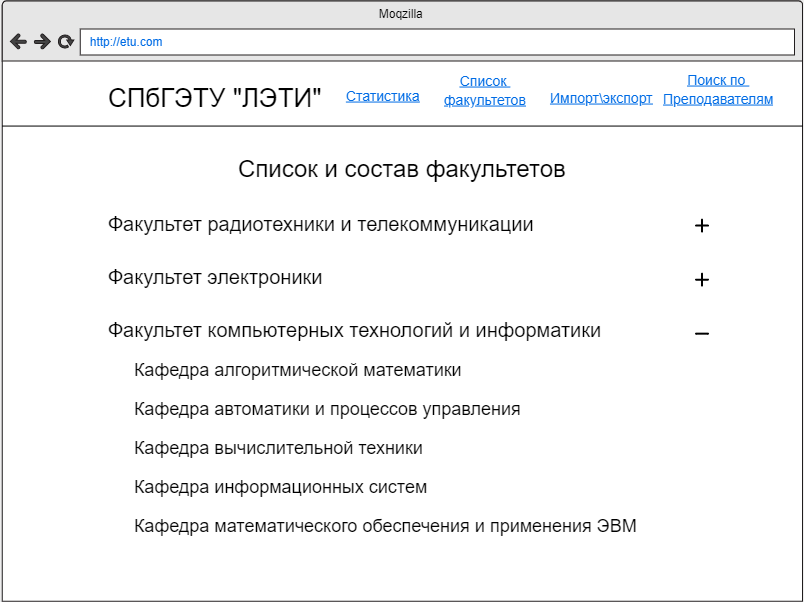 Moqzilla
http://etu.com
СПбГЭТУ "ЛЭТИ"
Статистика
Список
факультетов
Импорт\экспорт
Поиск по
Преподавателям
Список и состав факультетов
Факультет радиотехники и телекоммуникации
Факультет электроники
Факультет компьютерных технологий и информатики
Кафедра алгоритмической математики
Кафедра автоматики и процессов управления
Кафедра вычислительной техники
Кафедра информационных систем
Кафедра математического обеспечения и применения ЭВМ